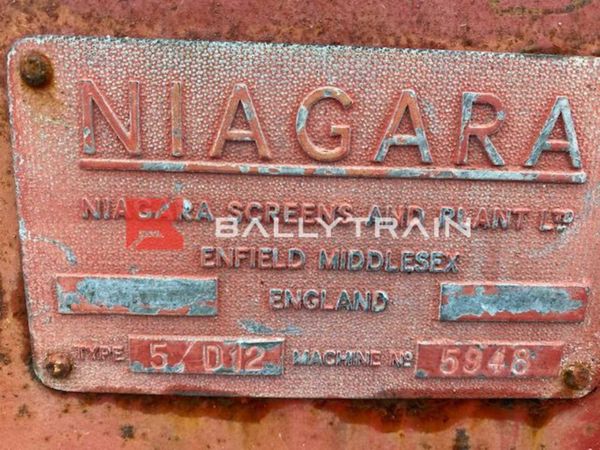 NIAGARA
NIAGARA SCREENS AND PLANT LTD
BALLYTRAIN
ENFIELD MIDDLESEX
ENGLAND
TYPE 5/D12 MACHINE No 5948